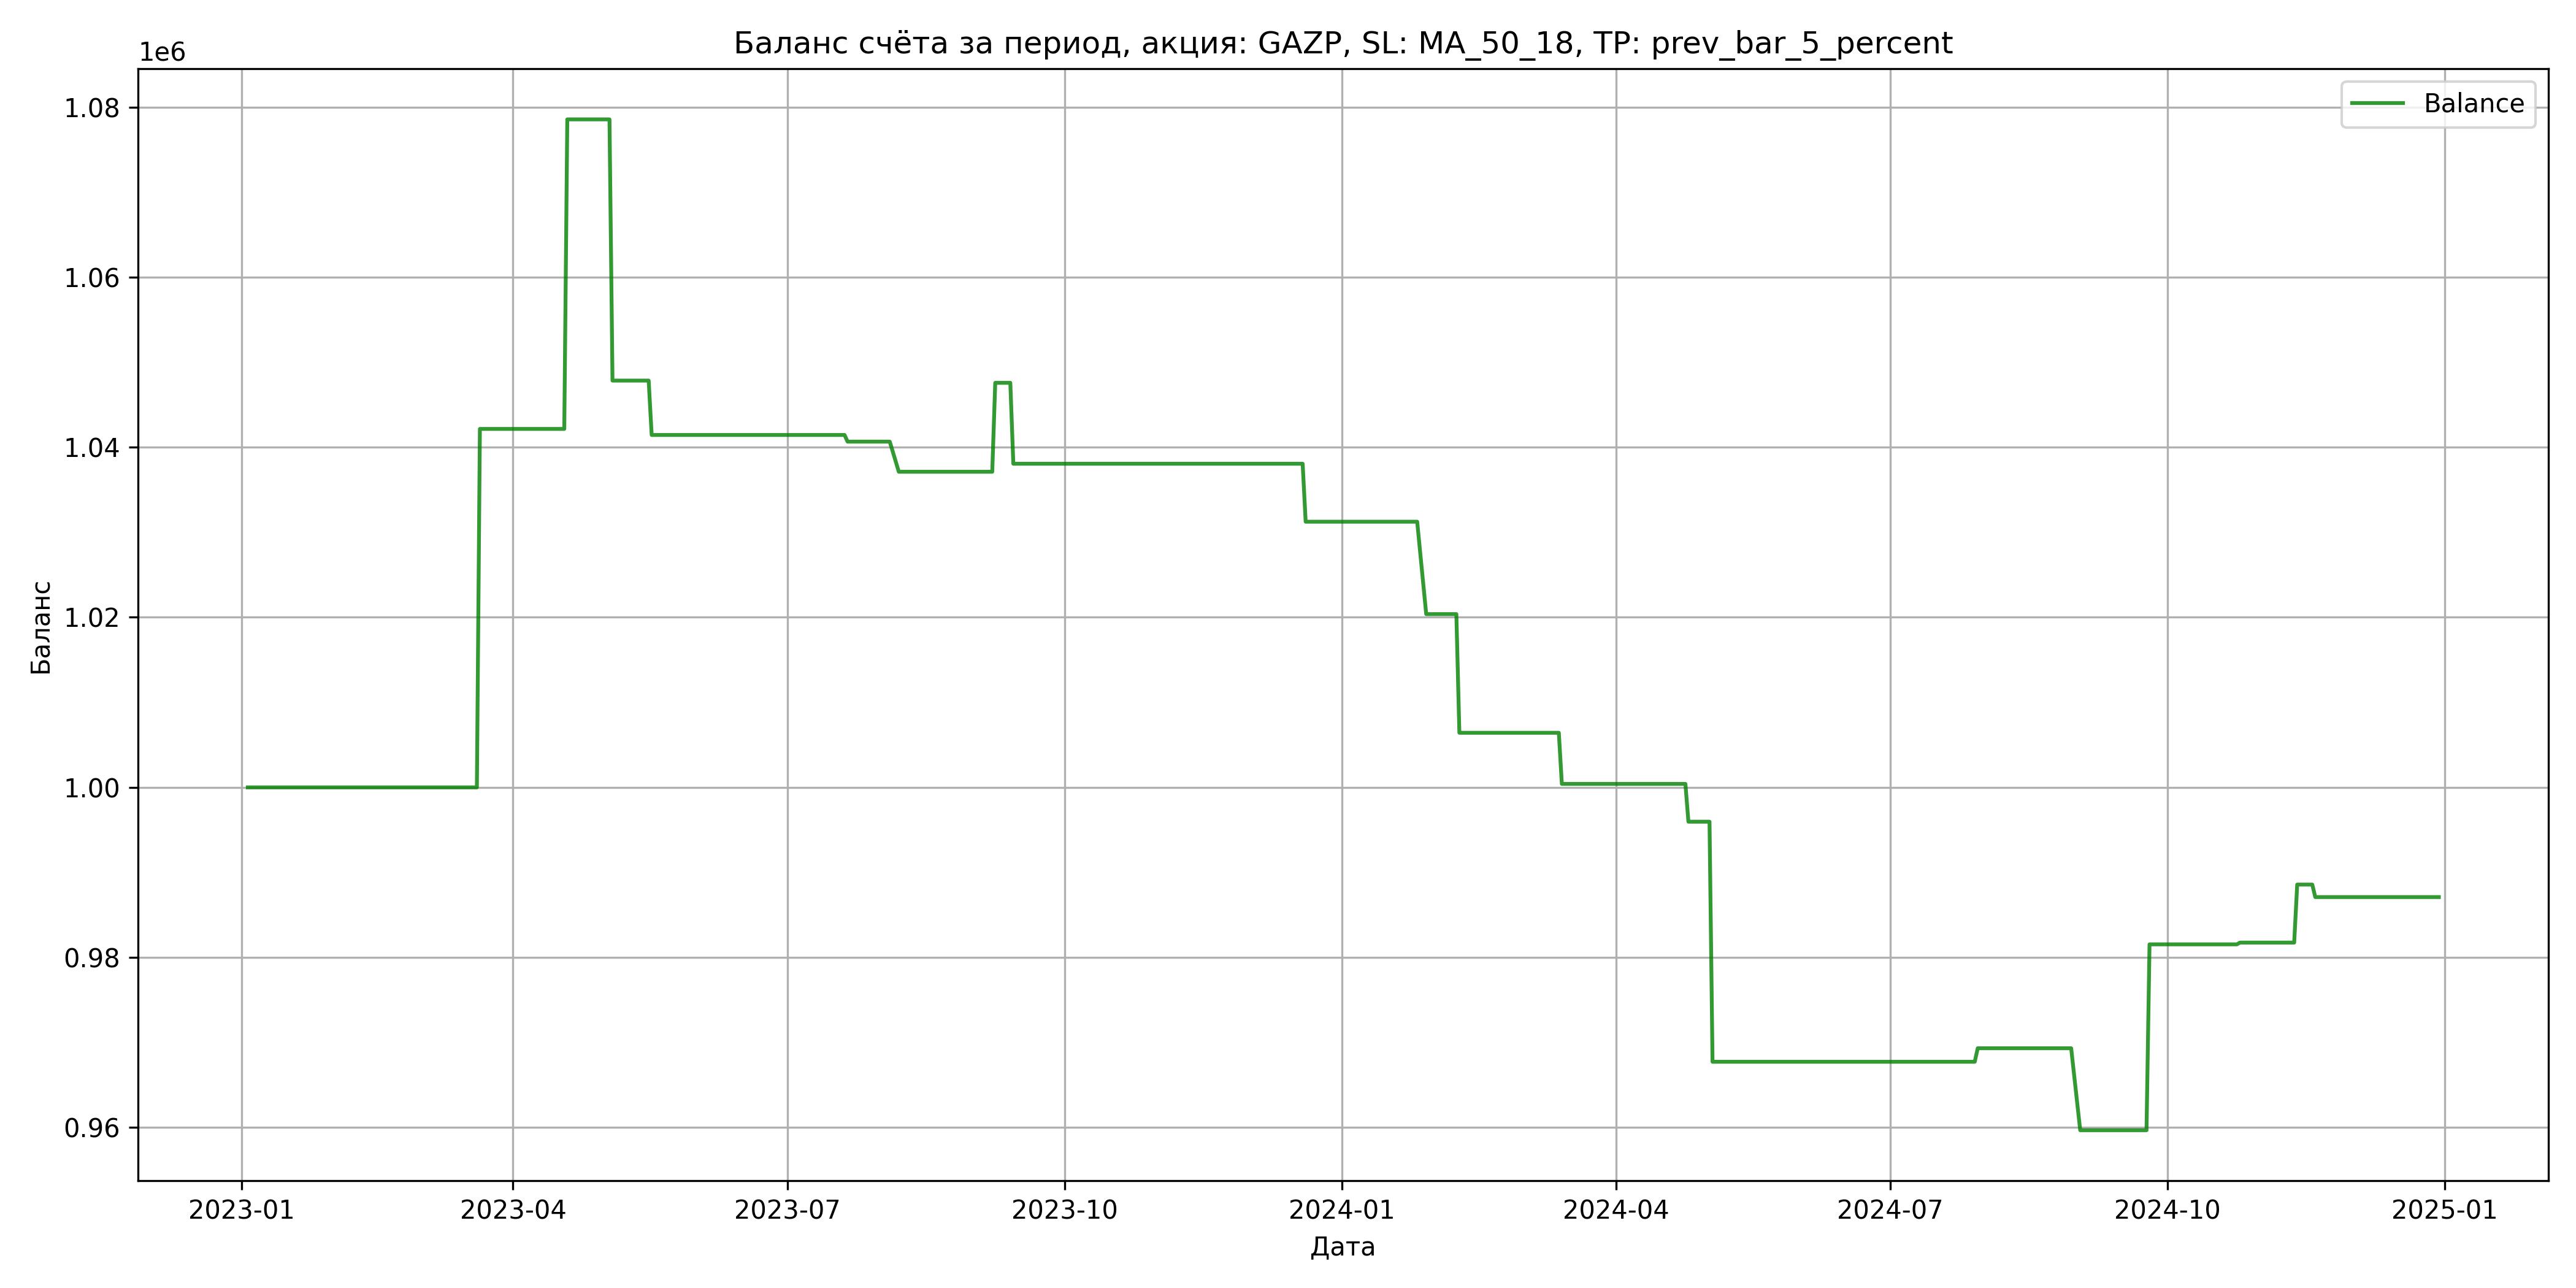 Баланс счёта за период, акция: GAZP, SL: MA_50_18, TP: prev_bar_5_percent
1e6
Balance
1.08
1.06
1.04
1.02
1.00
0.98
0.96
Баланс
2023-01 2023-04 2023-07 2023-10 2024-01 2024-04 2024-07 2024-10 2025-01
Дата